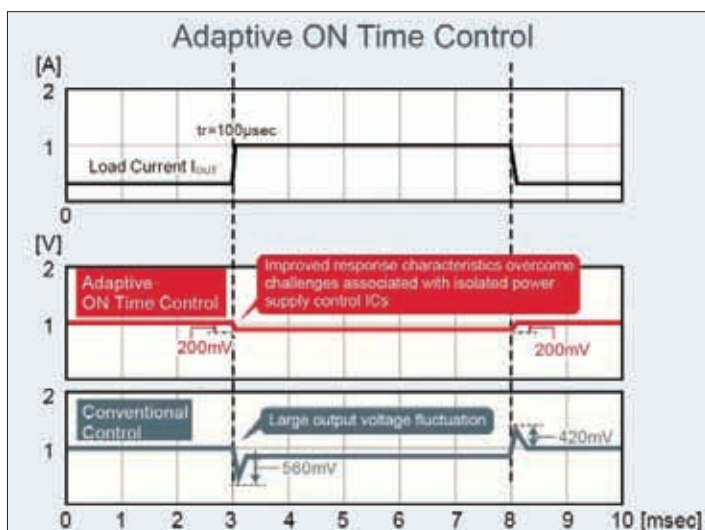 Adaptive ON Time Control
[A]
2
tr=100µsec
1
Load Current IOUT
0
[V]
2
Adaptive
ON Time Control
Improved response characteristics overcome
challenges associated with isolated power
supply control ICs
1
200mV
200mV
2
Conventional
Control
Large output voltage fluctuation
1
560mV
420mV
0 1 2 3 4 5 6 7 8 9 10 [msec]